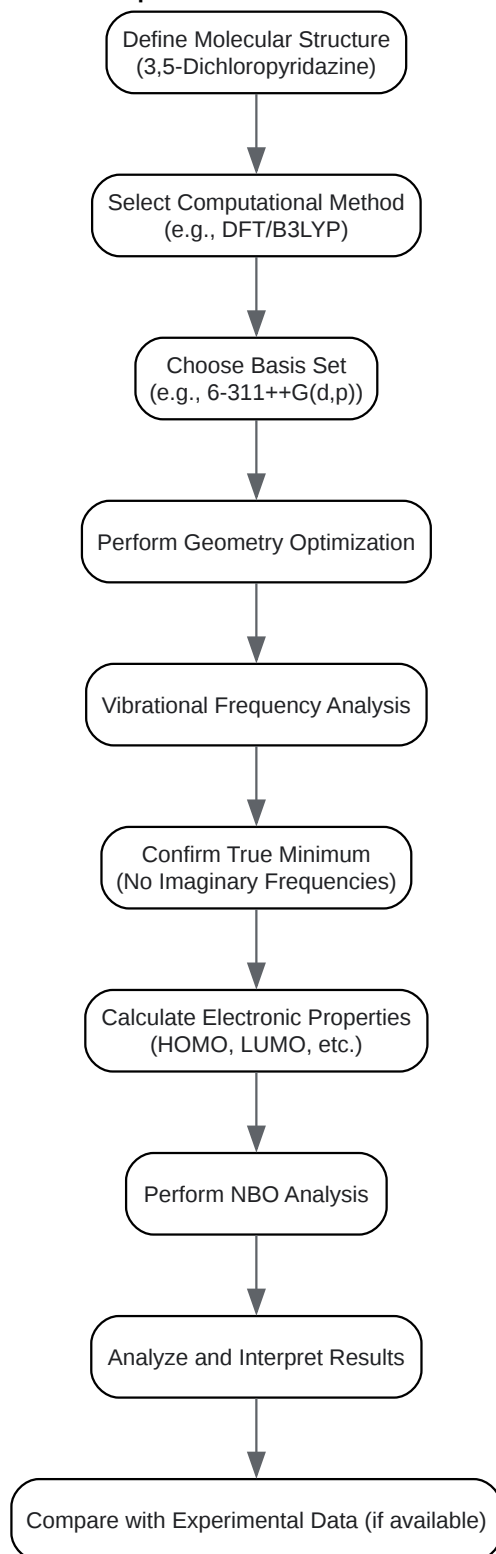 Define Molecular Structure
(3,5-Dichloropyridazine)
Select Computational Method
(e.g., DFT/B3LYP)
Choose Basis Set
(e.g., 6-311++G(d,p))
Perform Geometry Optimization
Vibrational Frequency Analysis
Confirm True Minimum
(No Imaginary Frequencies)
Calculate Electronic Properties
(HOMO, LUMO, etc.)
Perform NBO Analysis
Analyze and Interpret Results
Compare with Experimental Data (if available)